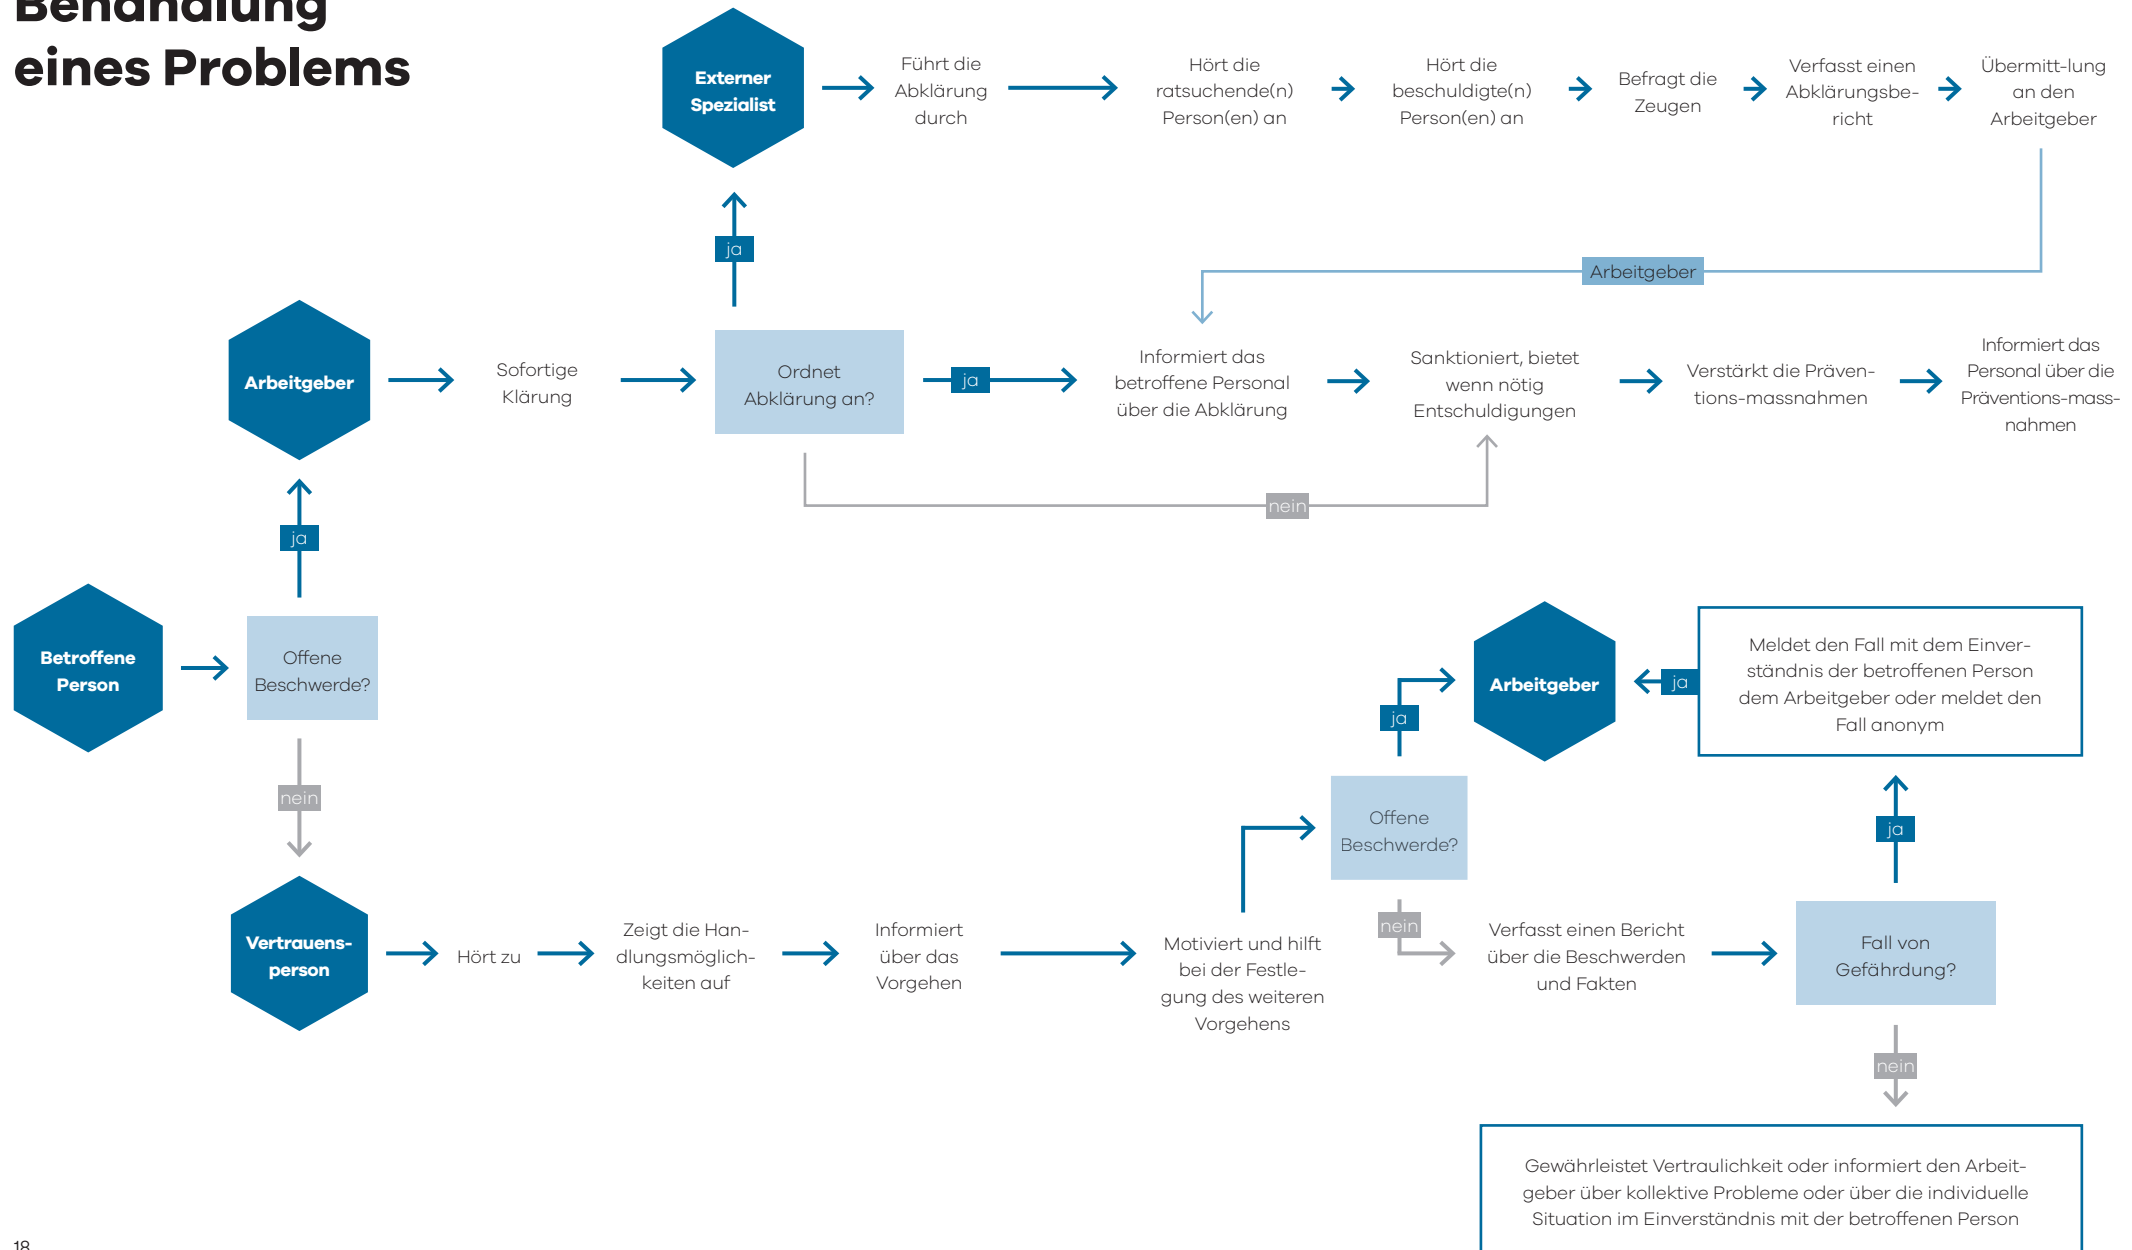 Behandlung
eines Problems
Externer
Spezialist
Führt die
Abklärung
durch
Hört die
ratsuchende(n)
Person(en) an
Hört die
beschuldigte(n)
Person(en) an
Befragt die
Zeugen
Verfasst einen
Abklärungsbe-
richt
Übermitt-lung
an den
Arbeitgeber
ja
Arbeitgeber
Arbeitgeber
Sofortige
Klärung
Ordnet
Abklärung an?
ja
Informiert das
betroffene Personal
über die Abklärung
Sanktioniert, bietet
wenn nötig
Entschuldigungen
Verstärkt die Präven-
tions-massnahmen
Informiert das
Personal über die
Präventions-mass-
nahmen
nein
ja
Betroffene
Person
Offene
Beschwerde?
nein
Arbeitgeber
ja
Meldet den Fall mit dem Einver-
ständnis der betroffenen Person
dem Arbeitgeber oder meldet den
Fall anonym
ja
Offene
Beschwerde?
ja
Vertrauens-
person
Hört zu
Zeigt die Han-
dlungsmöglich-
keiten auf
Informiert
über das
Vorgehen
Motiviert und hilft
bei der Festle-
gung des weiteren
Vorgehens
nein
Verfasst einen Bericht
über die Beschwerden
und Fakten
Fall von
Gefährdung?
nein
Gewährleistet Vertraulichkeit oder informiert den Arbeit-
geber über kollektive Probleme oder über die individuelle
Situation im Einverständnis mit der betroffenen Person
18